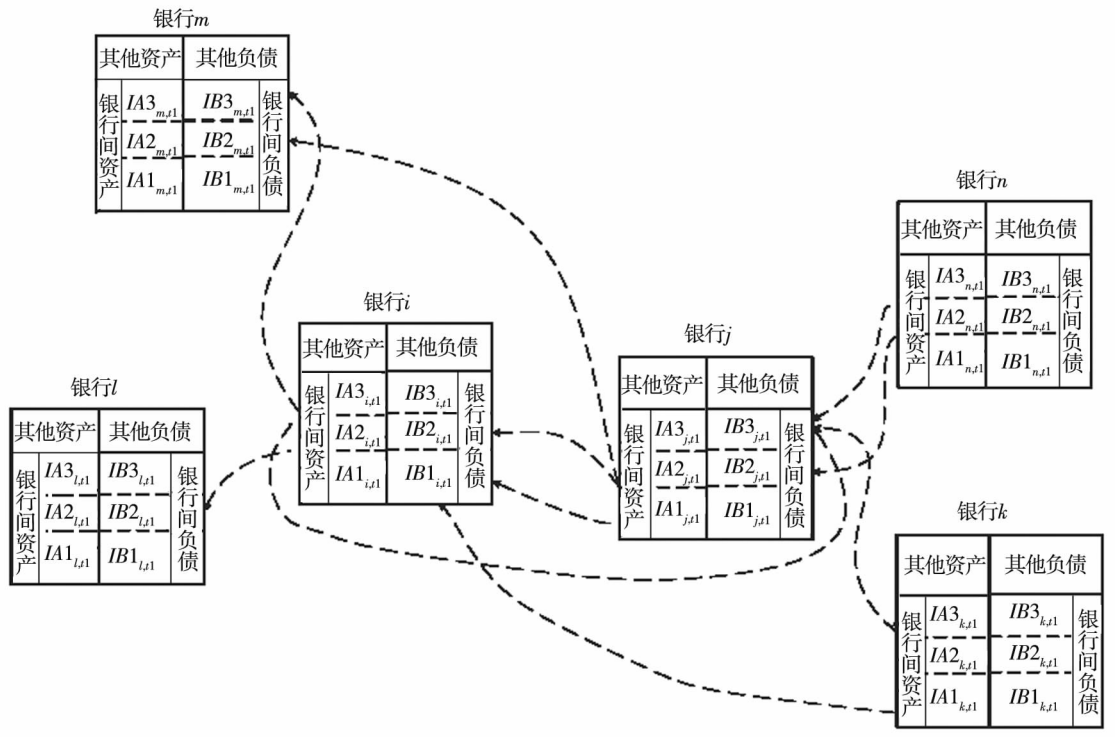 银行m
其他资产 其他负债
银行间资产
IA3m,t1 IB3m,t1
IA2m,t1 IB2m,t1
IA1m,t1 IB1m,t1
银行间负债
银行n
其他资产 其他负债
银行间资产
IA3n,t1 IB3n,t1
IA2n,t1 IB2n,t1
IA1n,t1 IB1n,t1
银行间负债
银行i
其他资产 其他负债
银行间资产
IA3i,t1 IB3i,t1
IA2i,t1 IB2i,t1
IA1i,t1 IB1i,t1
银行间负债
银行j
其他资产 其他负债
银行间资产
IA3j,t1 IB3j,t1
IA2j,t1 IB2j,t1
IA1j,t1 IB1j,t1
银行间负债
银行l
其他资产 其他负债
银行间资产
IA3l,t1 IB3l,t1
IA2l,t1 IB2l,t1
IA1l,t1 IB1l,t1
银行间负债
银行k
其他资产 其他负债
银行间资产
IA3k,t1 IB3k,t1
IA2k,t1 IB2k,t1
IA1k,t1 IB1k,t1
银行间负债